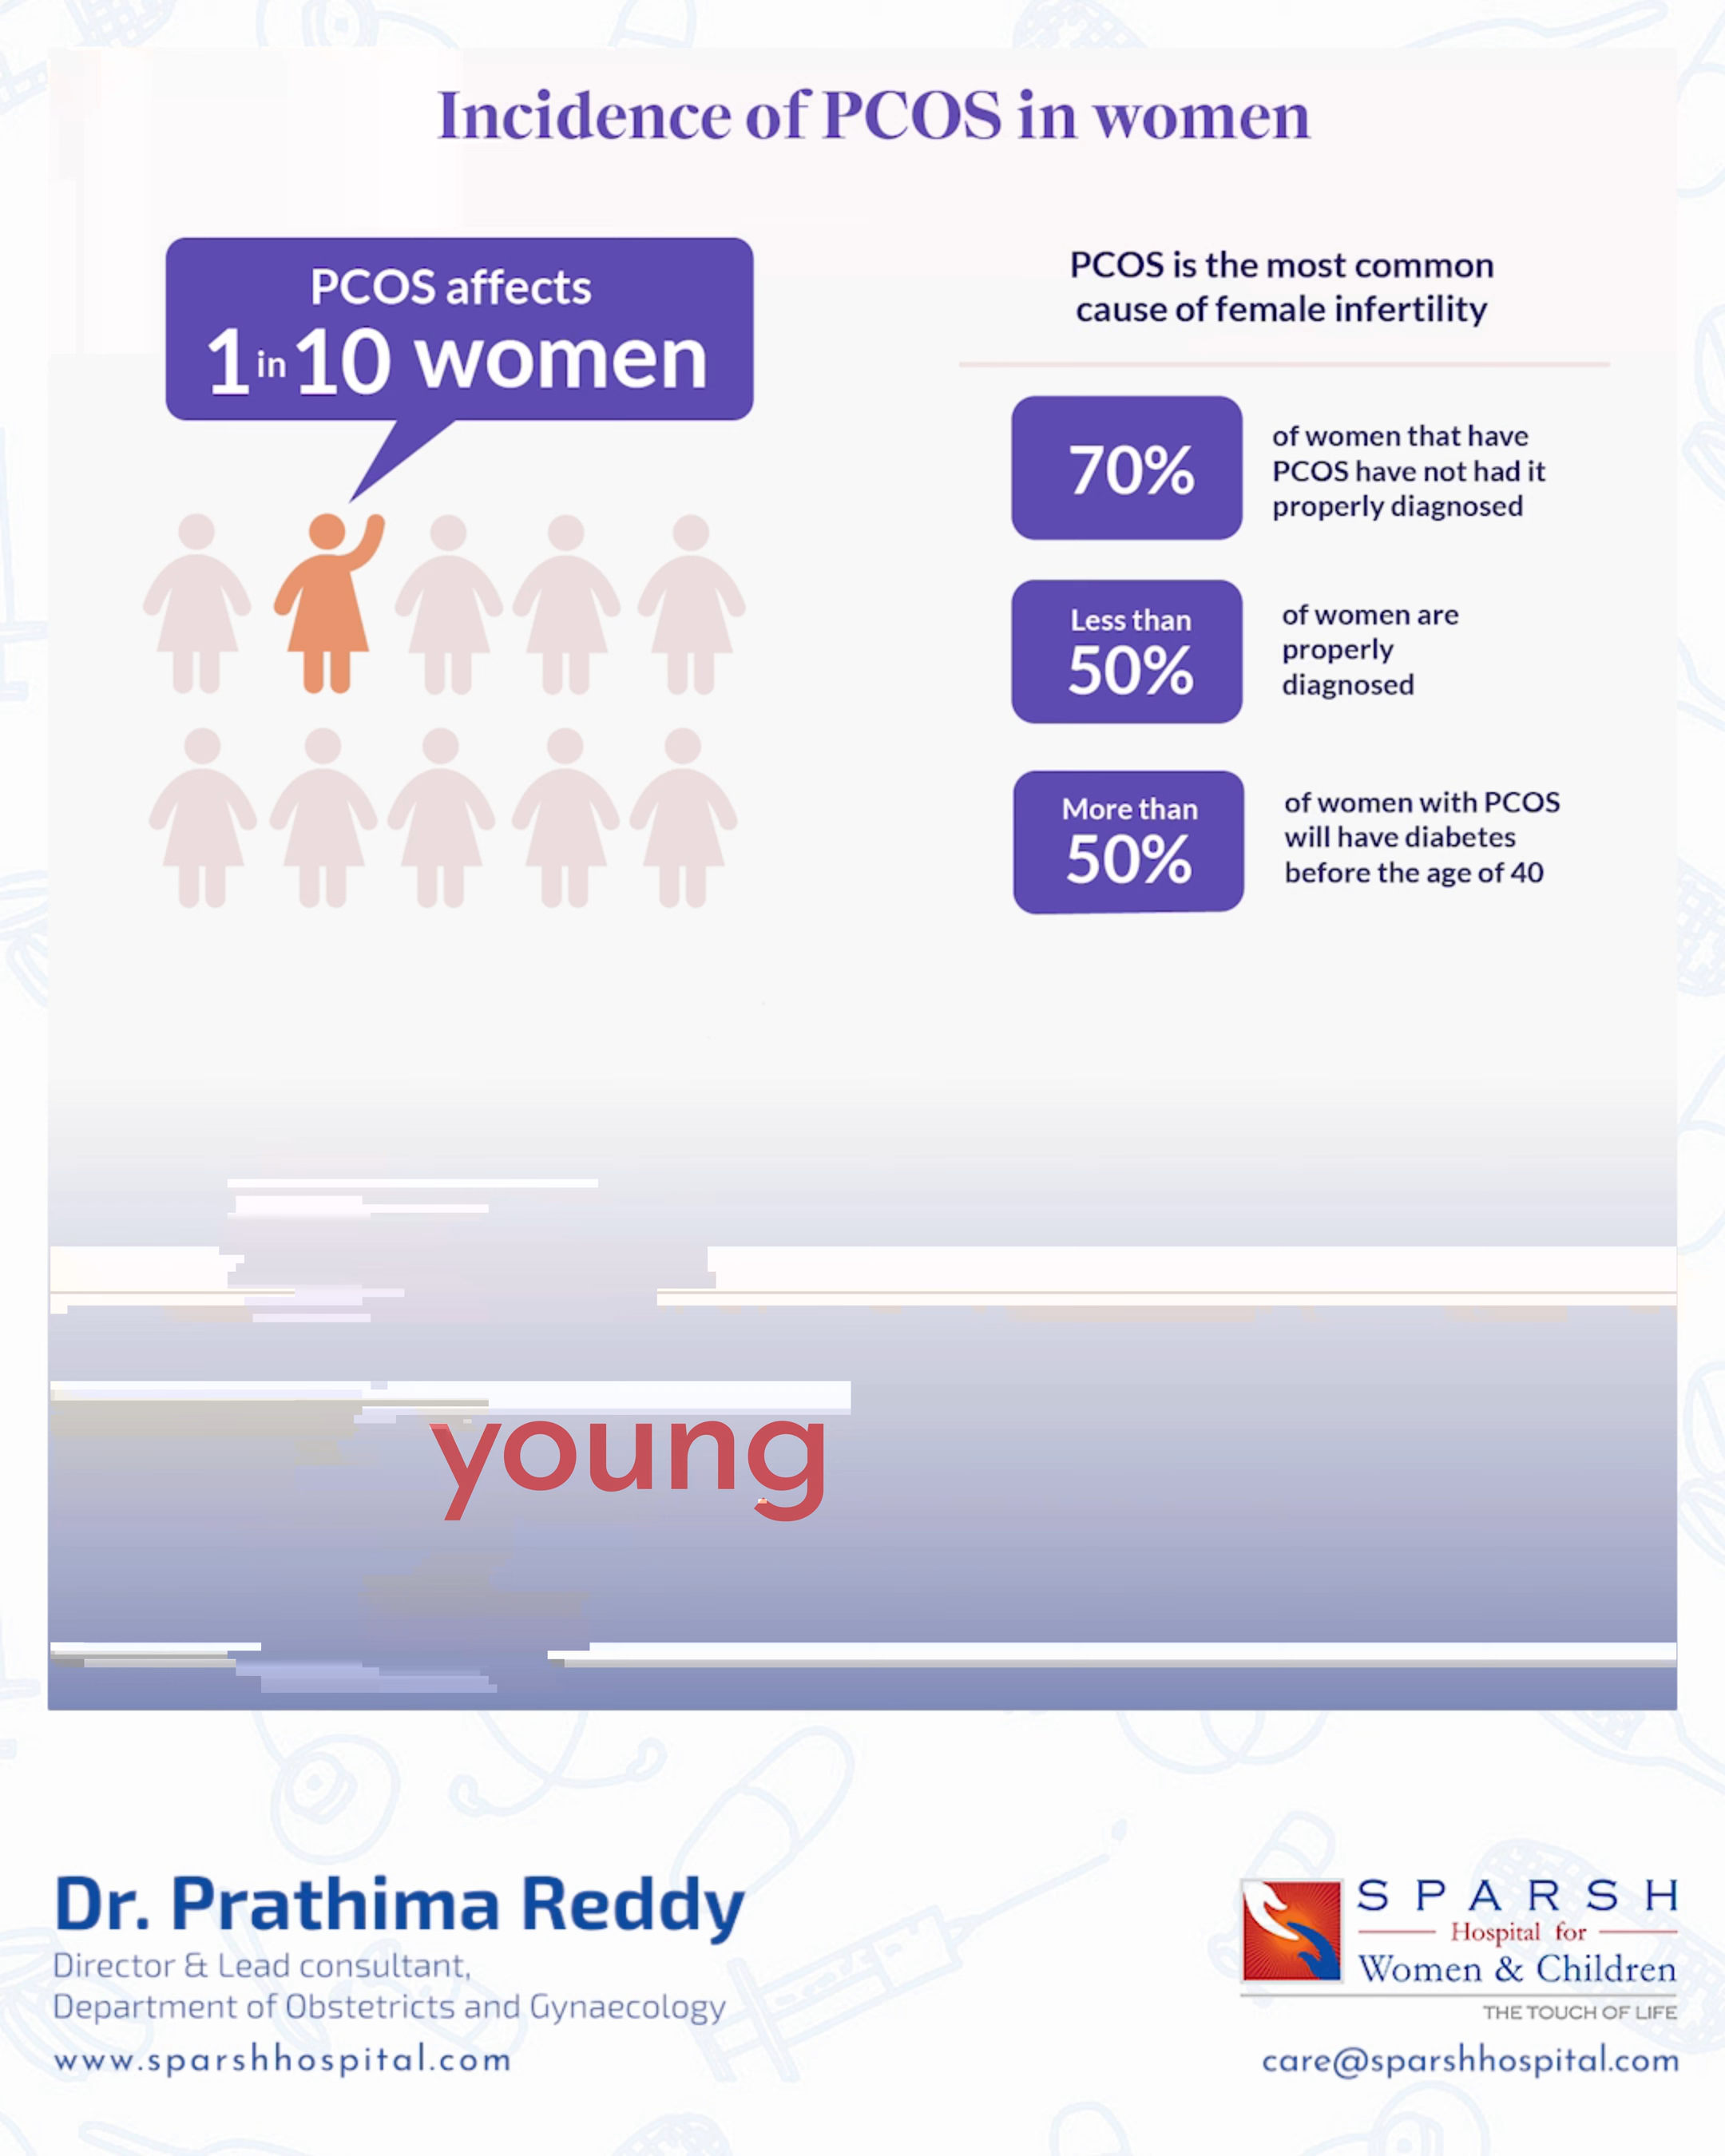 Incidence of PCOS in women
PCOS affects
1 in 10 women
PCOS is the most common
cause of female infertility
70%
of women that have
PCOS have not had it
properly diagnosed
Less than
50%
of women are
properly
diagnosed
More than
50%
of women with PCOS
will have diabetes
before the age of 40
young
Dr. Prathima Reddy
Director & Lead consultant,
Department of Obstetricts and Gynaecology
www.sparshhospital.com
SPARSH
Hospital for
Women & Children
THE TOUCH OF LIFE
care@sparshhospital.com